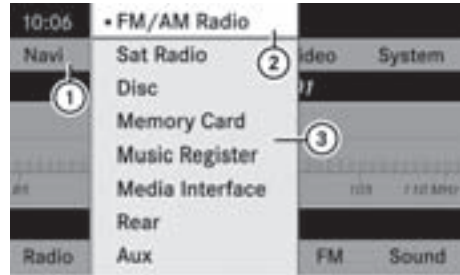 10:06 • FM/AM Radio
Navi Sat Radio ② ideo System
① Disc
Memory Card
③
Music Register
Media Interface
Rear
Radio Aux FM Sound